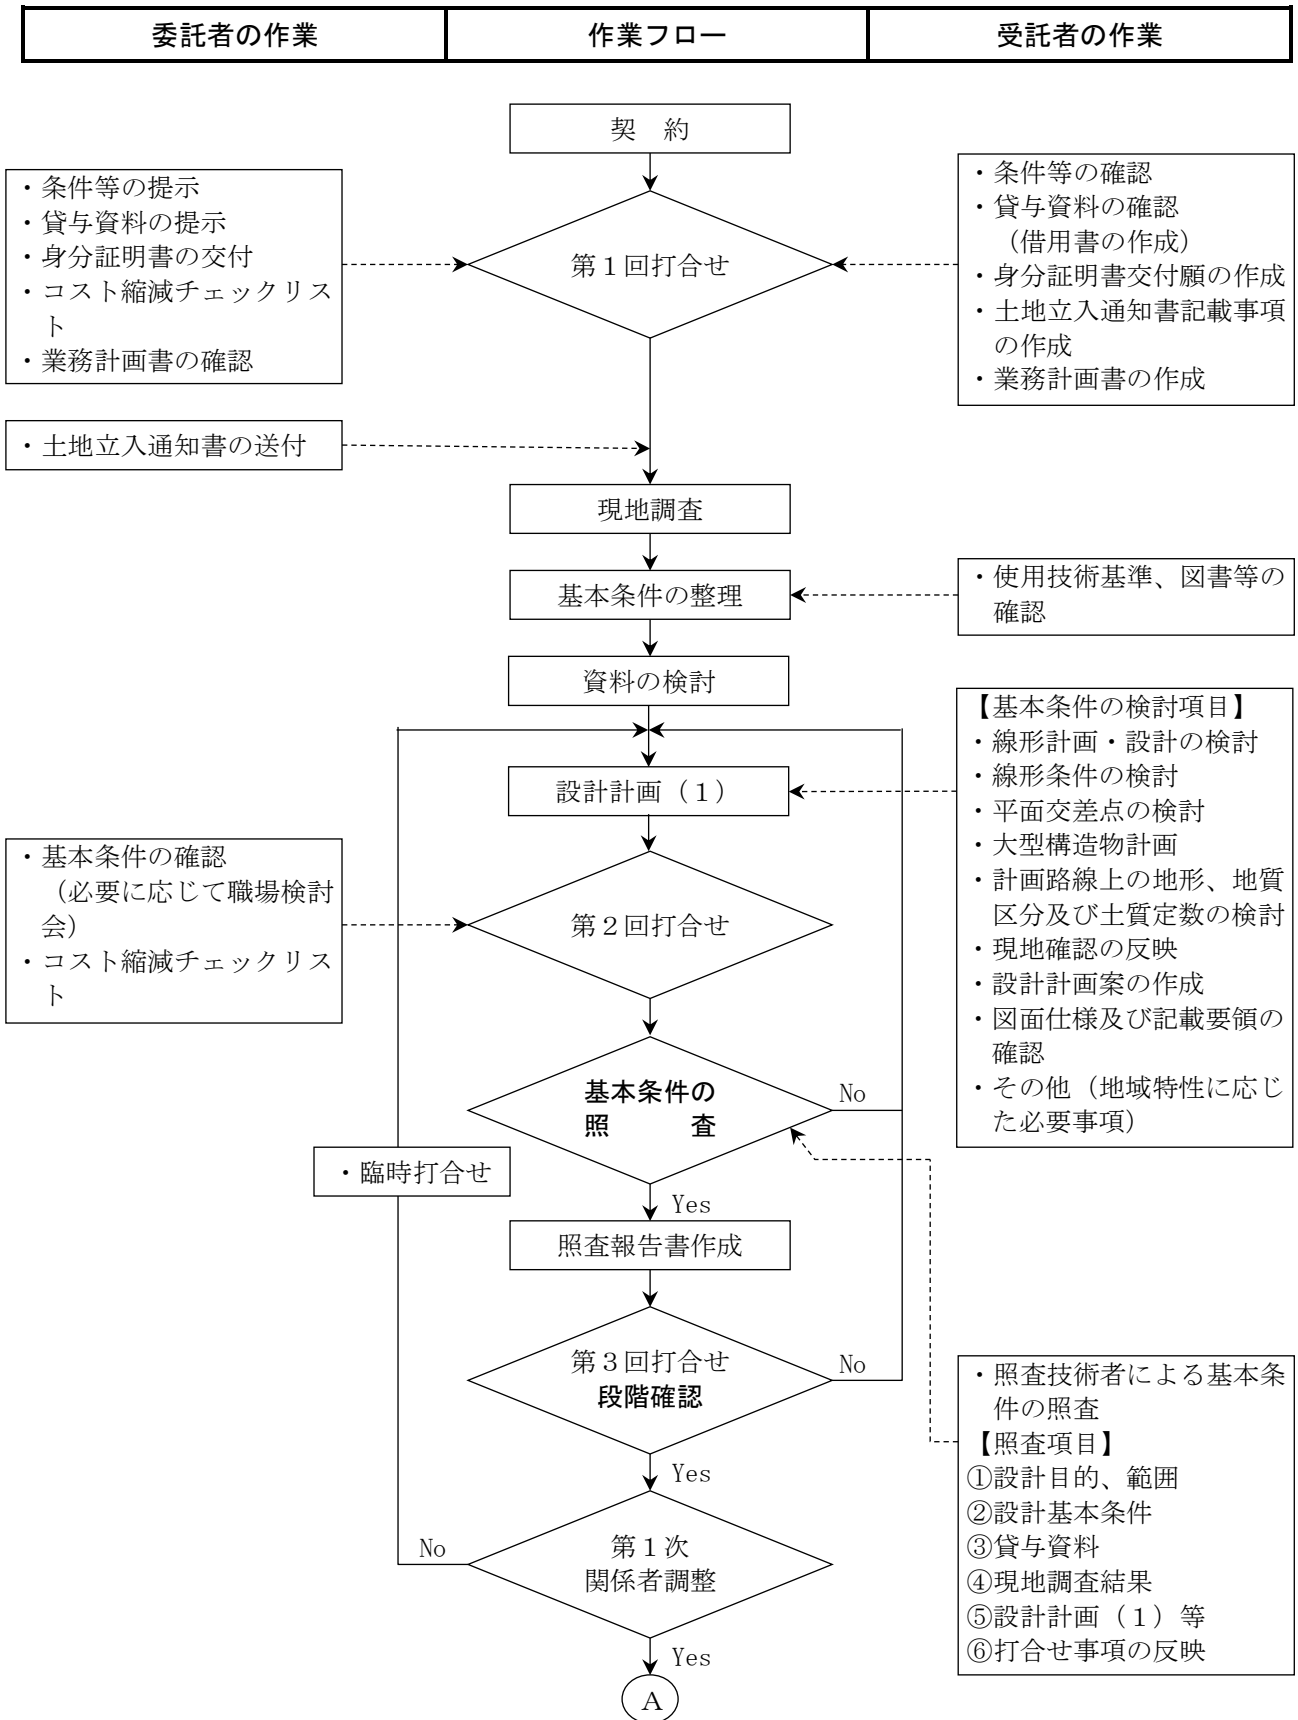 委託者の作業
作業フロー
受託者の作業
契　約
・条件等の提示
・貸与資料の提示
・身分証明書の交付
・コスト縮減チェックリス
ト
・業務計画書の確認
第１回打合せ
・条件等の確認
・貸与資料の確認
（借用書の作成）
・身分証明書交付願の作成
・土地立入通知書記載事項
の作成
・業務計画書の作成
・土地立入通知書の送付
現地調査
基本条件の整理
・使用技術基準、図書等の
確認
資料の検討
設計計画（１）
【基本条件の検討項目】
・線形計画・設計の検討
・線形条件の検討
・平面交差点の検討
・大型構造物計画
・計画路線上の地形、地質
区分及び土質定数の検討
・現地確認の反映
・設計計画案の作成
・図面仕様及び記載要領の
確認
・その他（地域特性に応じ
た必要事項）
・基本条件の確認
（必要に応じて職場検討
会）
・コスト縮減チェックリス
ト
第２回打合せ
基本条件の
照　　　査
No
・臨時打合せ
Yes
照査報告書作成
第３回打合せ
段階確認
No
・照査技術者による基本条
件の照査
【照査項目】
①設計目的、範囲
②設計基本条件
③貸与資料
④現地調査結果
⑤設計計画（１）等
⑥打合せ事項の反映
Yes
No
第１次
関係者調整
Yes
A